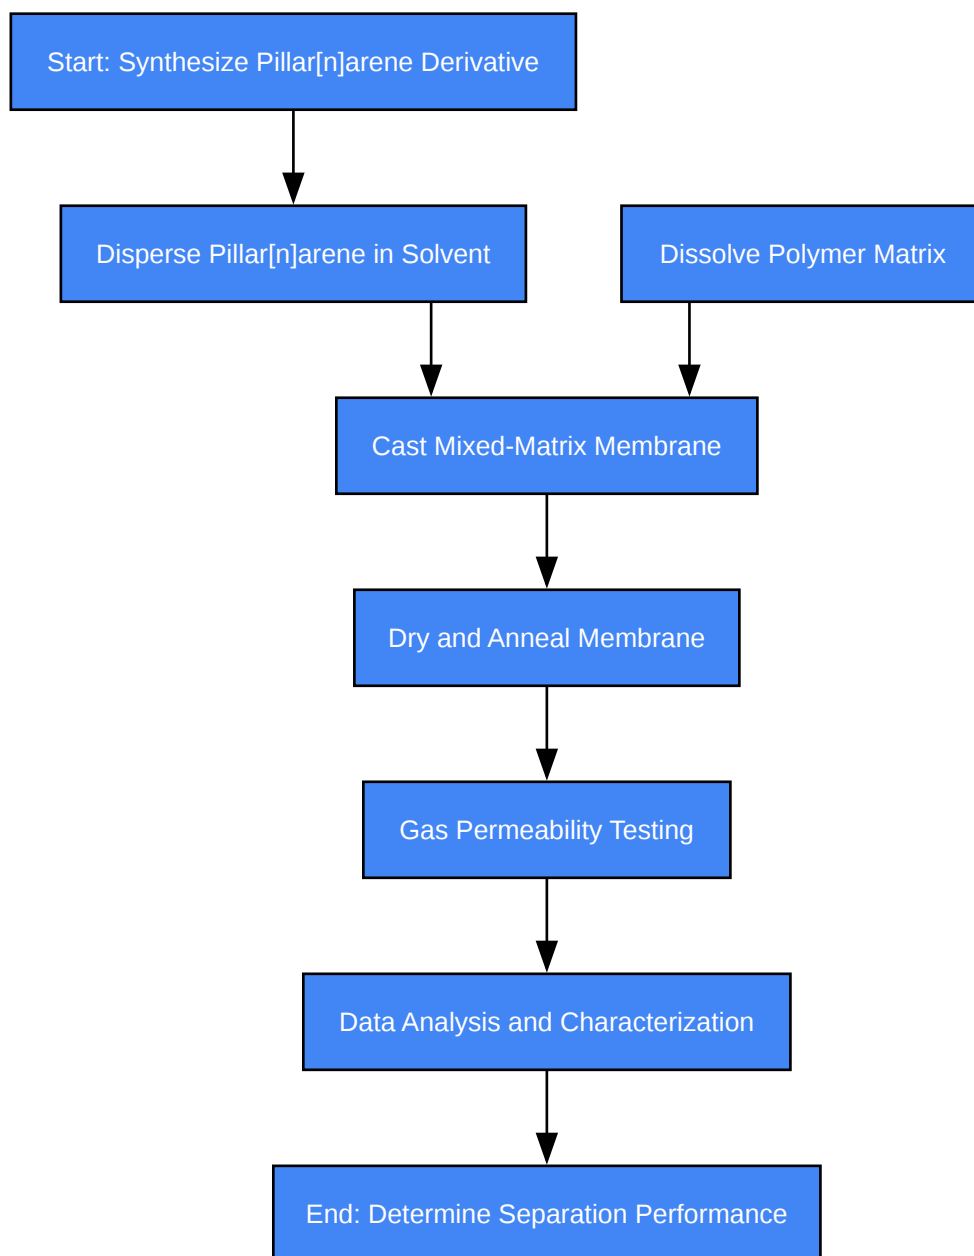 Start: Synthesize Pillar[n]arene Derivative
Disperse Pillar[n]arene in Solvent
Dissolve Polymer Matrix
Cast Mixed-Matrix Membrane
Dry and Anneal Membrane
Gas Permeability Testing
Data Analysis and Characterization
End: Determine Separation Performance